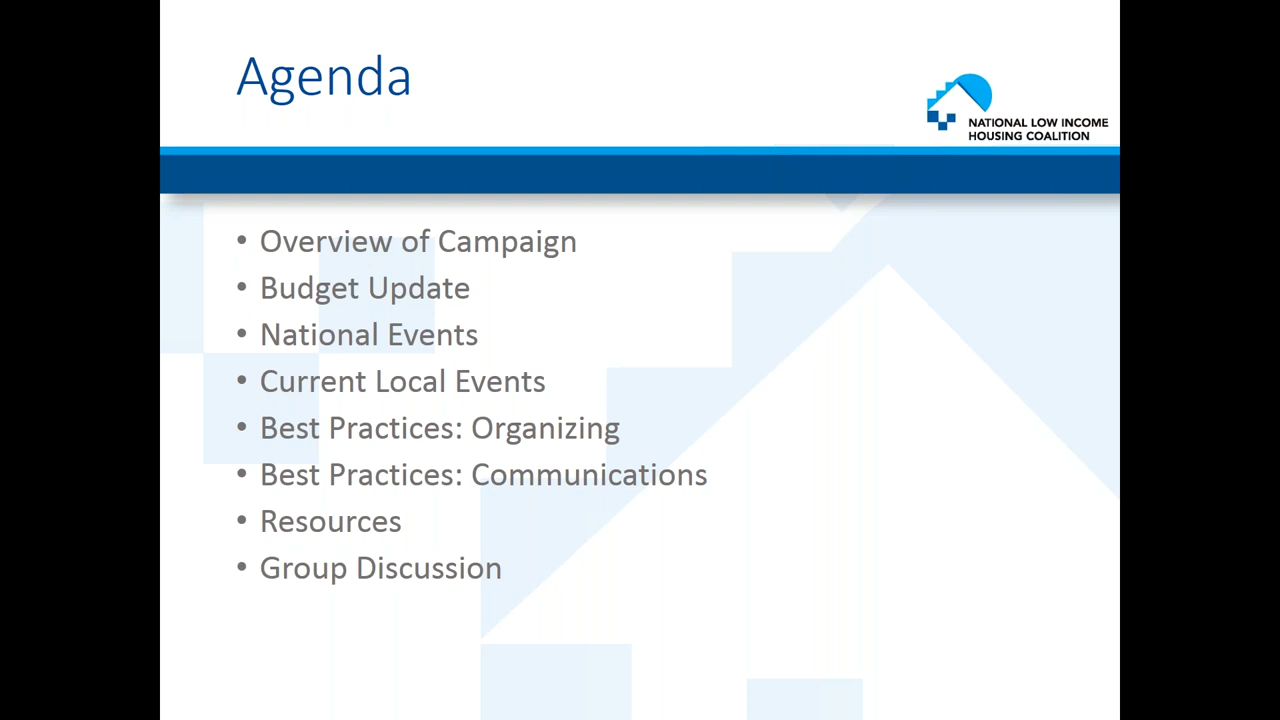 Agenda
NATIONAL LOW INCOME
HOUSING COALITION
• Overview of Campaign
• Budget Update
• National Events
• Current Local Events
• Best Practices: Organizing
• Best Practices: Communications
• Resources
• Group Discussion